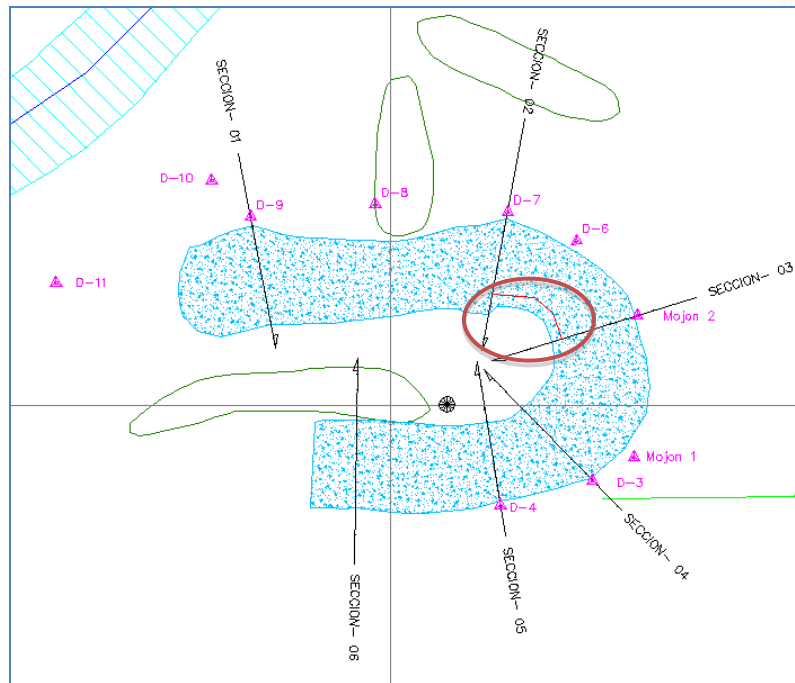 SECCION- 01
SECCION- 02
D-10
D-9
D-8
D-7
D-6
D-11
SECCION- 03
Mojon 2
Mojon 1
D-3
D-4
SECCION- 04
SECCION- 05
SECCION- 06